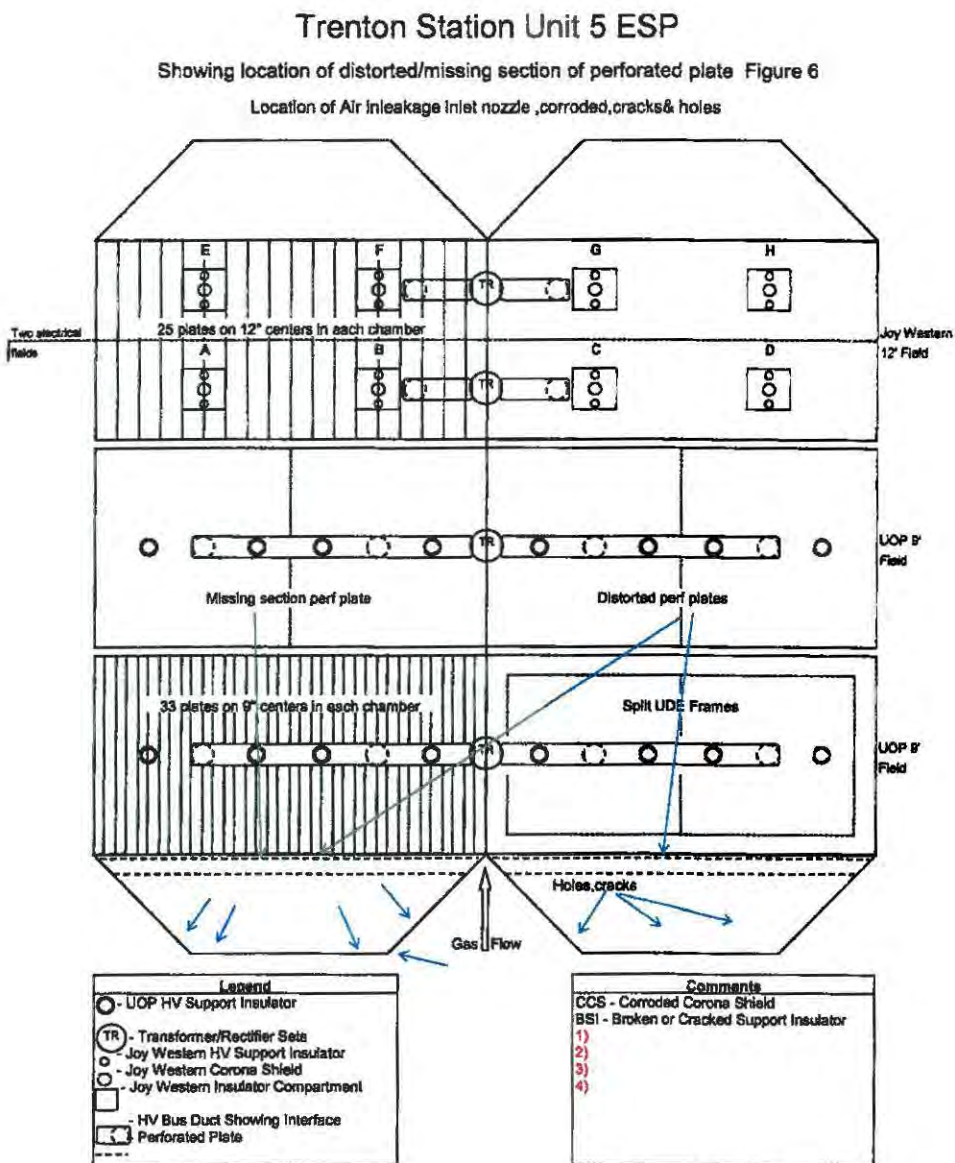 Trenton Station Unit 5 ESP
Showing location of distorted/missing section of perforated plate Figure 6
Location of Air inleakage inlet nozzle ,corroded,cracks& holes
E
F
G
H
TR
Two electrical
fields
25 plates on 12" centers in each chamber
Joy Western
12' Field
A
B
C
D
TR
TR
UOP 9'
Field
Missing section perf plate
Distorted perf plates
33 plates on 9" centers in each chamber
Split UDE Frames
TR
UOP 9'
Field
Holes,cracks
Gas Flow
Legend
- UOP HV Support Insulator
TR - Transformer/Rectifier Sets
- Joy Western HV Support Insulator
- Joy Western Corona Shield
- Joy Western Insulator Compartment
- HV Bus Duct Showing Interface
- Perforated Plate
Comments
CCS - Corroded Corona Shield
BSI - Broken or Cracked Support Insulator
1)
2)
3)
4)